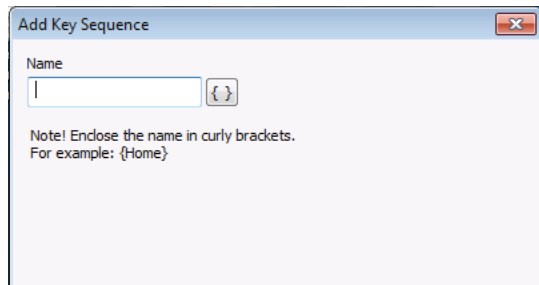 Add Key Sequence
Name
{ }
Note! Enclose the name in curly brackets.
For example: {Home}